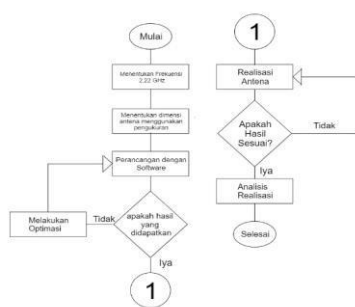 Mulai
Menentukan Frekuensi
2,22 GHz
Menentukan dimensi
antena menggunakan
pengukuran
Perancangan dengan
Software
Melakukan
Optimasi
Tidak
apakah hasil
yang
didapatkan
Iya
1
1
Realisasi
Antena
Apakah
Hasil
Sesuai?
Tidak
Iya
Analisis
Realisasi
Selesai